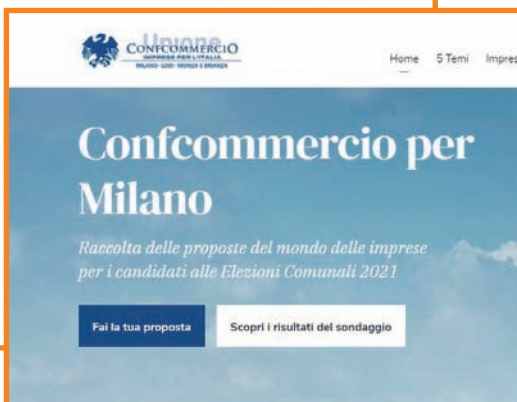 Unione
CONFCOMMERCIO
IMPRESE PER L'ITALIA
MILANO · LODI · MONZA E BRIANZA
Home 5 Temi Impres
Confcommercio per
Milano
Raccolta delle proposte del mondo delle imprese
per i candidati alle Elezioni Comunali 2021
Fai la tua proposta Scopri i risultati del sondaggio